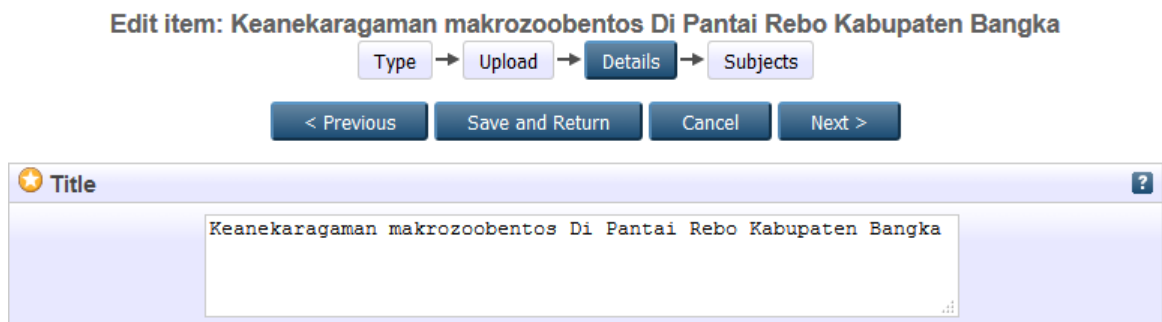 Edit item: Keanekaragaman makrozoobentos Di Pantai Rebo Kabupaten Bangka
Type Upload Details Subjects
< Previous Save and Return Cancel Next >
Title ?
Keanekaragaman makrozoobentos Di Pantai Rebo Kabupaten Bangka